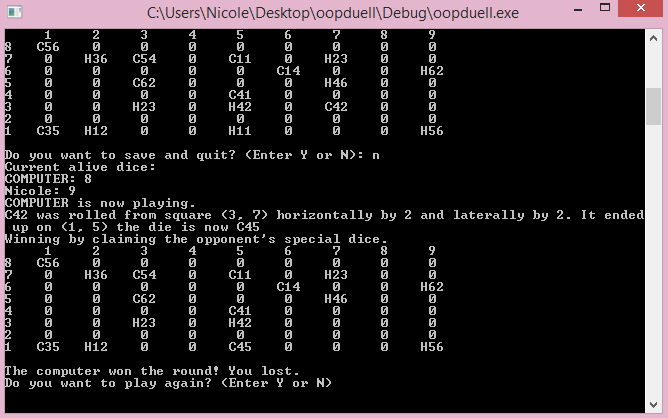 C:\Users\Nicole\Desktop\oopduell\Debug\oopduell.exe
1 2 3 4 5 6 7 8 9
8 C56 0 0 0 0 0 0 0 0
7 0 H36 C54 0 C11 0 H23 0 0
6 0 0 0 0 0 C14 0 0 H62
5 0 0 C62 0 0 0 H46 0 0
4 0 0 0 0 C41 0 0 0 0
3 0 0 H23 0 H42 0 C42 0 0
2 0 0 0 0 0 0 0 0 0
1 C35 H12 0 0 H11 0 0 0 H56
Do you want to save and quit? (Enter Y or N): n
Current alive dice:
COMPUTER: 8
Nicole: 9
COMPUTER is now playing.
C42 was rolled from square (3, 7) horizontally by 2 and laterally by 2. It ended
up on (1, 5) the die is now C45
Winning by claiming the opponent's special dice.
1 2 3 4 5 6 7 8 9
8 C56 0 0 0 0 0 0 0 0
7 0 H36 C54 0 C11 0 H23 0 0
6 0 0 0 0 0 C14 0 0 H62
5 0 0 C62 0 0 0 H46 0 0
4 0 0 0 0 C41 0 0 0 0
3 0 0 H23 0 H42 0 0 0 0
2 0 0 0 0 0 0 0 0 0
1 C35 H12 0 0 C45 0 0 0 H56
The computer won the round! You lost.
Do you want to play again? (Enter Y or N)